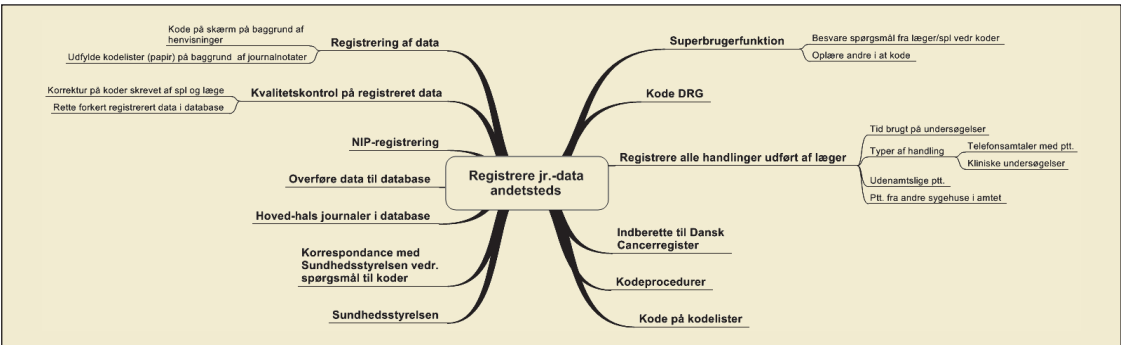 Registrere jr.-data
andetsteds
Registrering af data
Kode på skærm på baggrund af
henvisninger
Udfylde kodelister (papir) på baggrund af journalnotater
Kvalitetskontrol på registreret data
Korrektur på koder skrevet af spl og læge
Rette forkert registrerert data i database
NIP-registrering
Overføre data til database
Hoved-hals journaler i database
Korrespondance med
Sundhedsstyrelsen vedr.
spørgsmål til koder
Sundhedsstyrelsen
Superbrugerfunktion
Besvare spørgsmål fra læger/spl vedr koder
Oplære andre i at kode
Kode DRG
Registrere alle handlinger udført af læger
Tid brugt på undersøgelser
Typer af handling
Telefonsamtaler med ptt.
Kliniske undersøgelser
Udenamtslige ptt.
Ptt. fra andre sygehuse i amtet
Indberette til Dansk
Cancerregister
Kodeprocedurer
Kode på kodelister